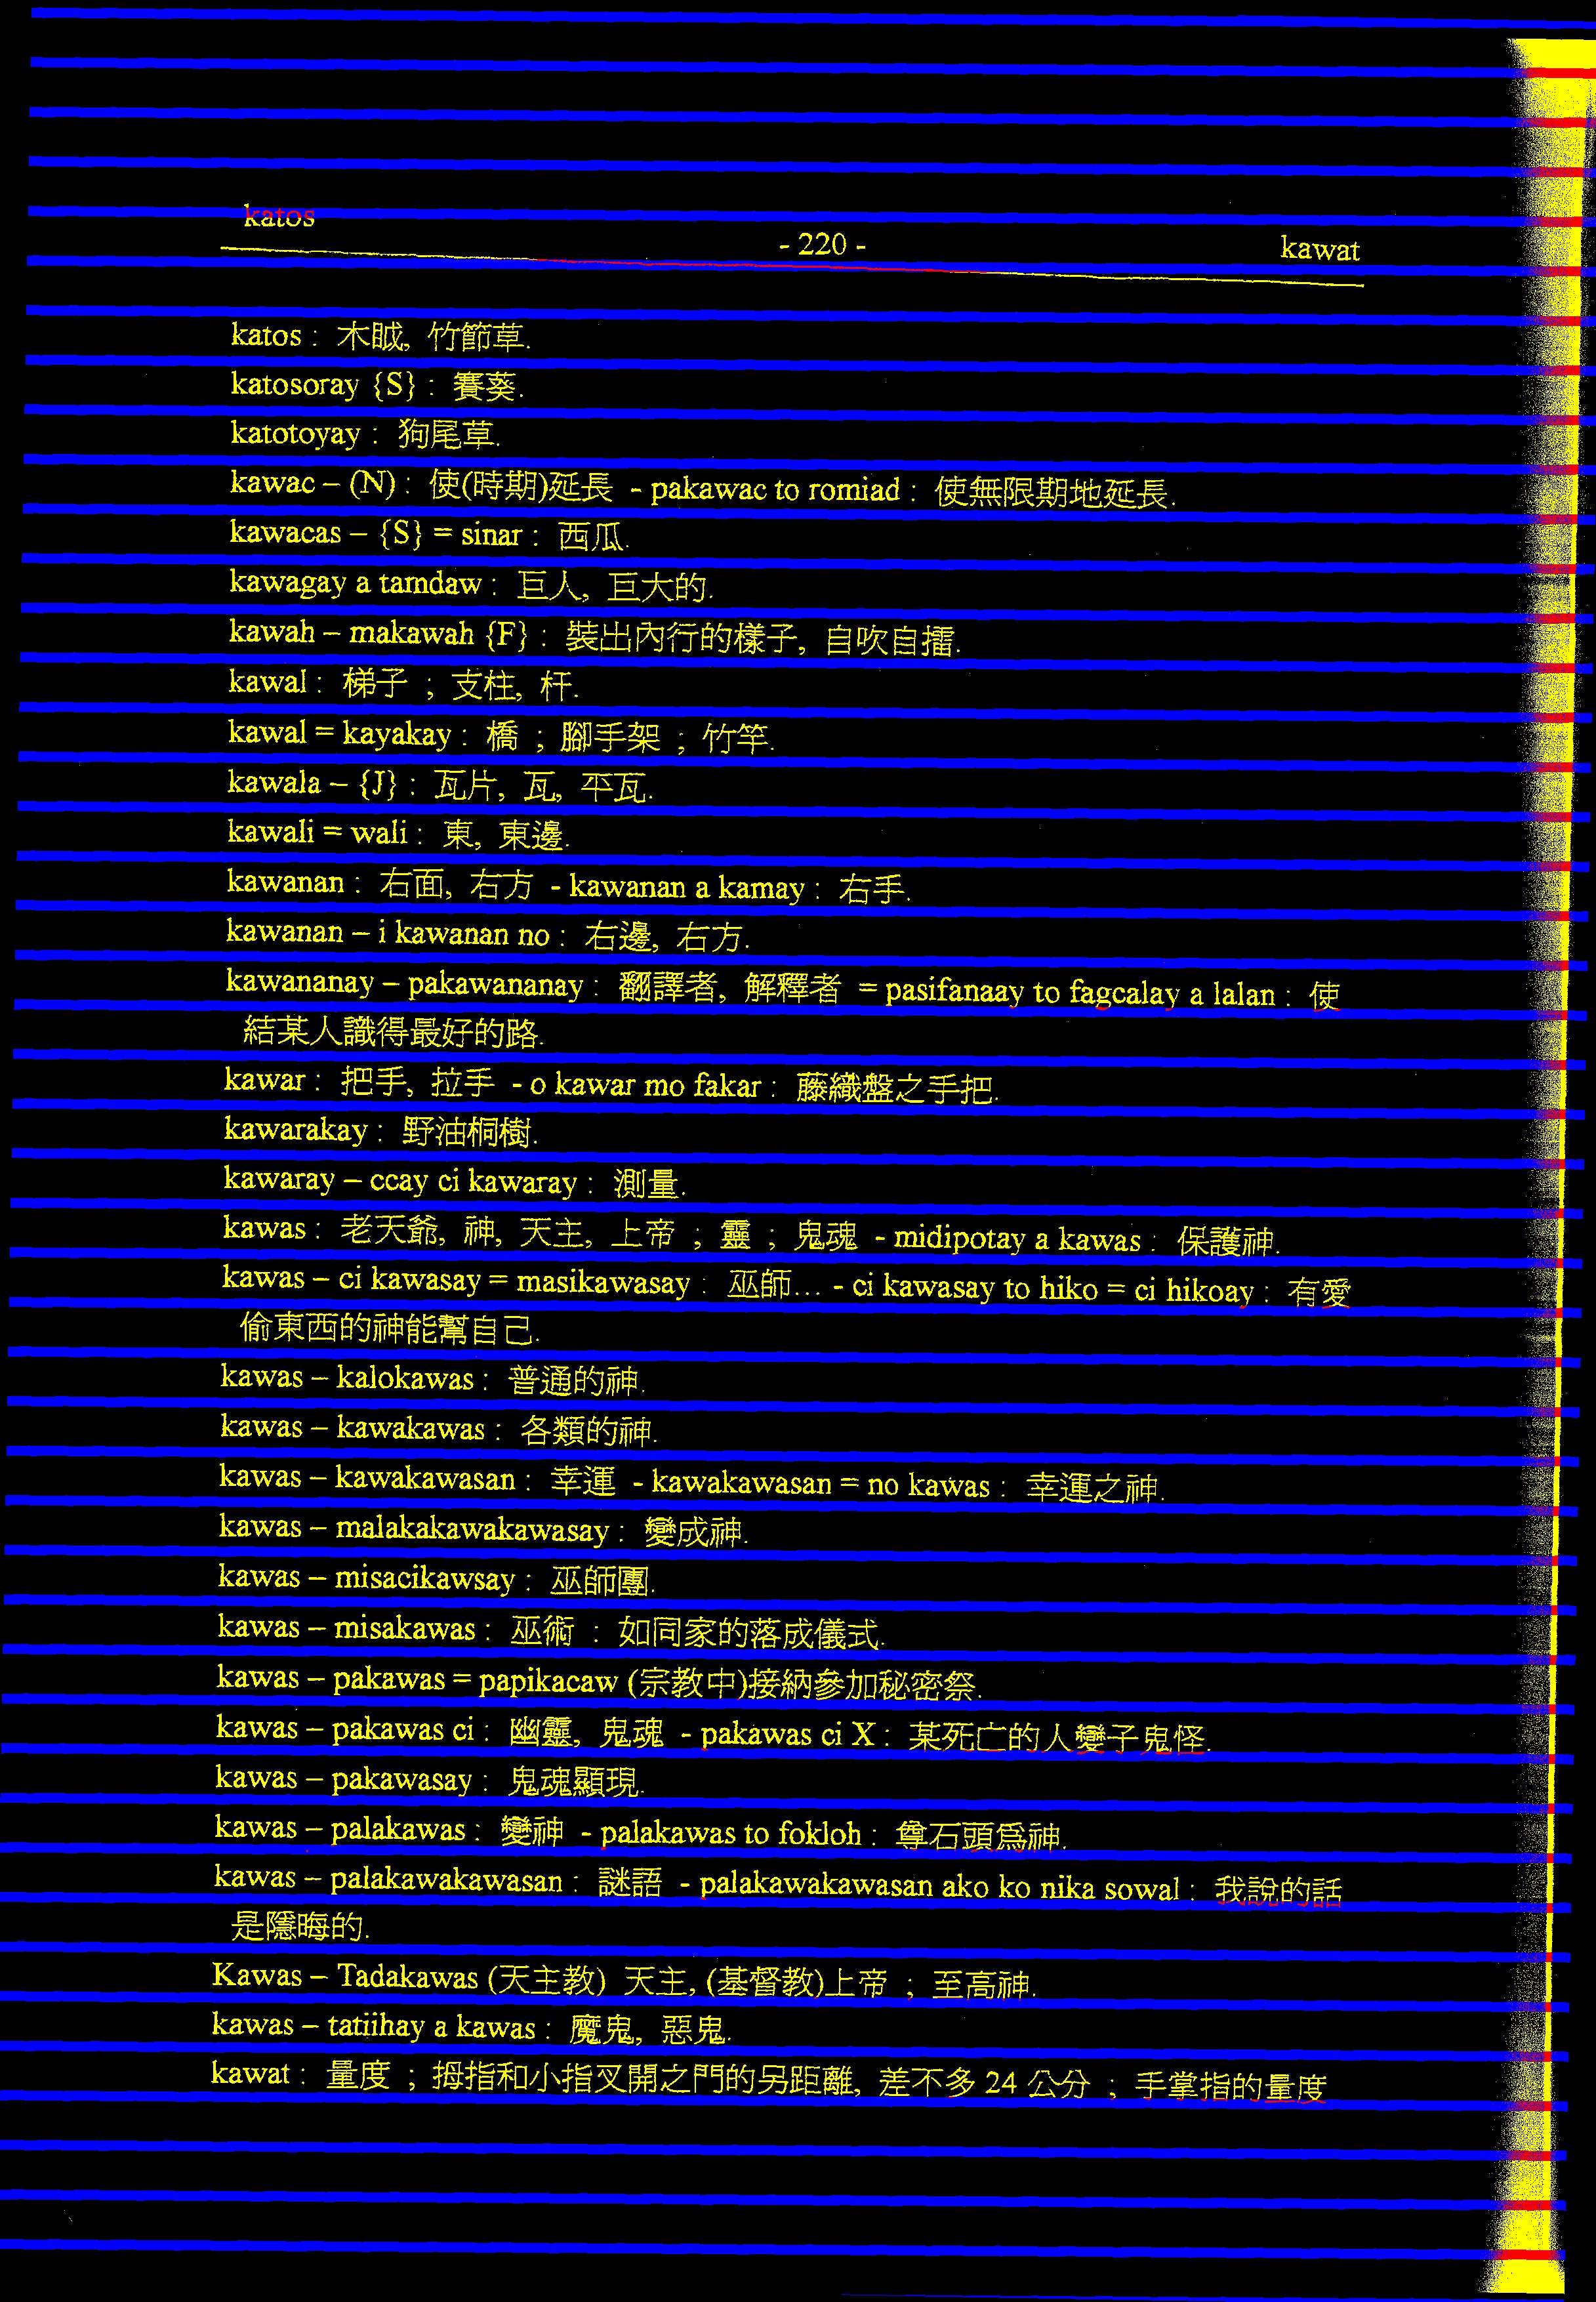 katos
- 220 -
kawat
katos : 木賊, 竹節草.
katosoray {S} : 賽葵.
katotoyay : 狗尾草.
kawac – (N) : 使(時期)延長 - pakawac to romiad : 使無限期地延長.
kawacas – {S} = sinar : 西瓜.
kawagay a tamdaw : 巨人, 巨大的.
kawah – makawah {F} : 裝出內行的樣子, 自吹自擂.
kawal : 梯子 ; 支柱, 杆.
kawal = kayakay : 橋 ; 腳手架 ; 竹竿.
kawala – {J} : 瓦片, 瓦, 平瓦.
kawali = wali : 東, 東邊.
kawanan : 右面, 右方 - kawanan a kamay : 右手.
kawanan – i kawanan no : 右邊, 右方.
kawananay – pakawananay : 翻譯者, 解釋者 = pasifanaay to fagcalay a lalan : 使
結某人識得最好的路.
kawar : 把手, 拉手 - o kawar mo fakar : 藤織盤之手把.
kawarakay : 野油桐樹.
kawaray – ccay ci kawaray : 測量.
kawas : 老天爺, 神, 天主, 上帝 ; 靈 ; 鬼魂 - midipotay a kawas : 保護神.
kawas – ci kawasay = masikawasay : 巫師... - ci kawasay to hiko = ci hikoay : 有愛
偷東西的神能幫自己.
kawas – kalokawas : 普通的神.
kawas – kawakawas : 各類的神.
kawas – kawakawasan : 幸運 - kawakawasan = no kawas : 幸運之神.
kawas – malakakawakawasay : 變成神.
kawas – misacikawsay : 巫師團.
kawas – misakawas : 巫術 : 如同家的落成儀式.
kawas – pakawas = papikacaw (宗教中)接納參加秘密祭.
kawas – pakawas ci : 幽靈, 鬼魂 - pakawas ci X : 某死亡的人變子鬼怪.
kawas – pakawasay : 鬼魂顯現.
kawas – palakawas : 變神 - palakawas to fokloh : 尊石頭爲神.
kawas – palakawakawasan : 謎語 - palakawakawasan ako ko nika sowal : 我說的話
是隱晦的.
Kawas – Tadakawas (天主教) 天主, (基督教)上帝 ; 至高神.
kawas – tatiihay a kawas : 魔鬼, 惡鬼.
kawat : 量度 ; 拇指和小指叉開之門的另距離, 差不多 24 公分 ; 手掌指的量度